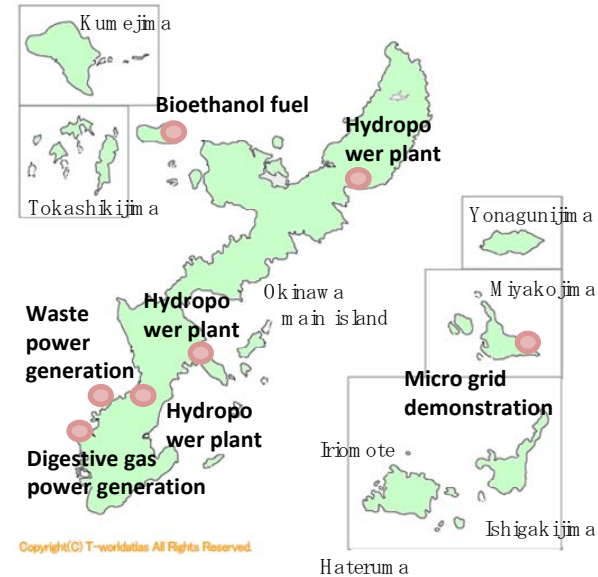 Kumejima
Bioethanol fuel
Hydropo
wer plant
Tokashikijima
Yonagunijima
Okinawa
main island
Miyakojima
Hydropo
wer plant
Waste
power
generation
Micro grid
demonstration
Hydropo
wer plant
Iriomote
Digestive gas
power generation
Ishigakijima
Copyright(C) T-worldatlas All Rights Reserved.
Hateruma